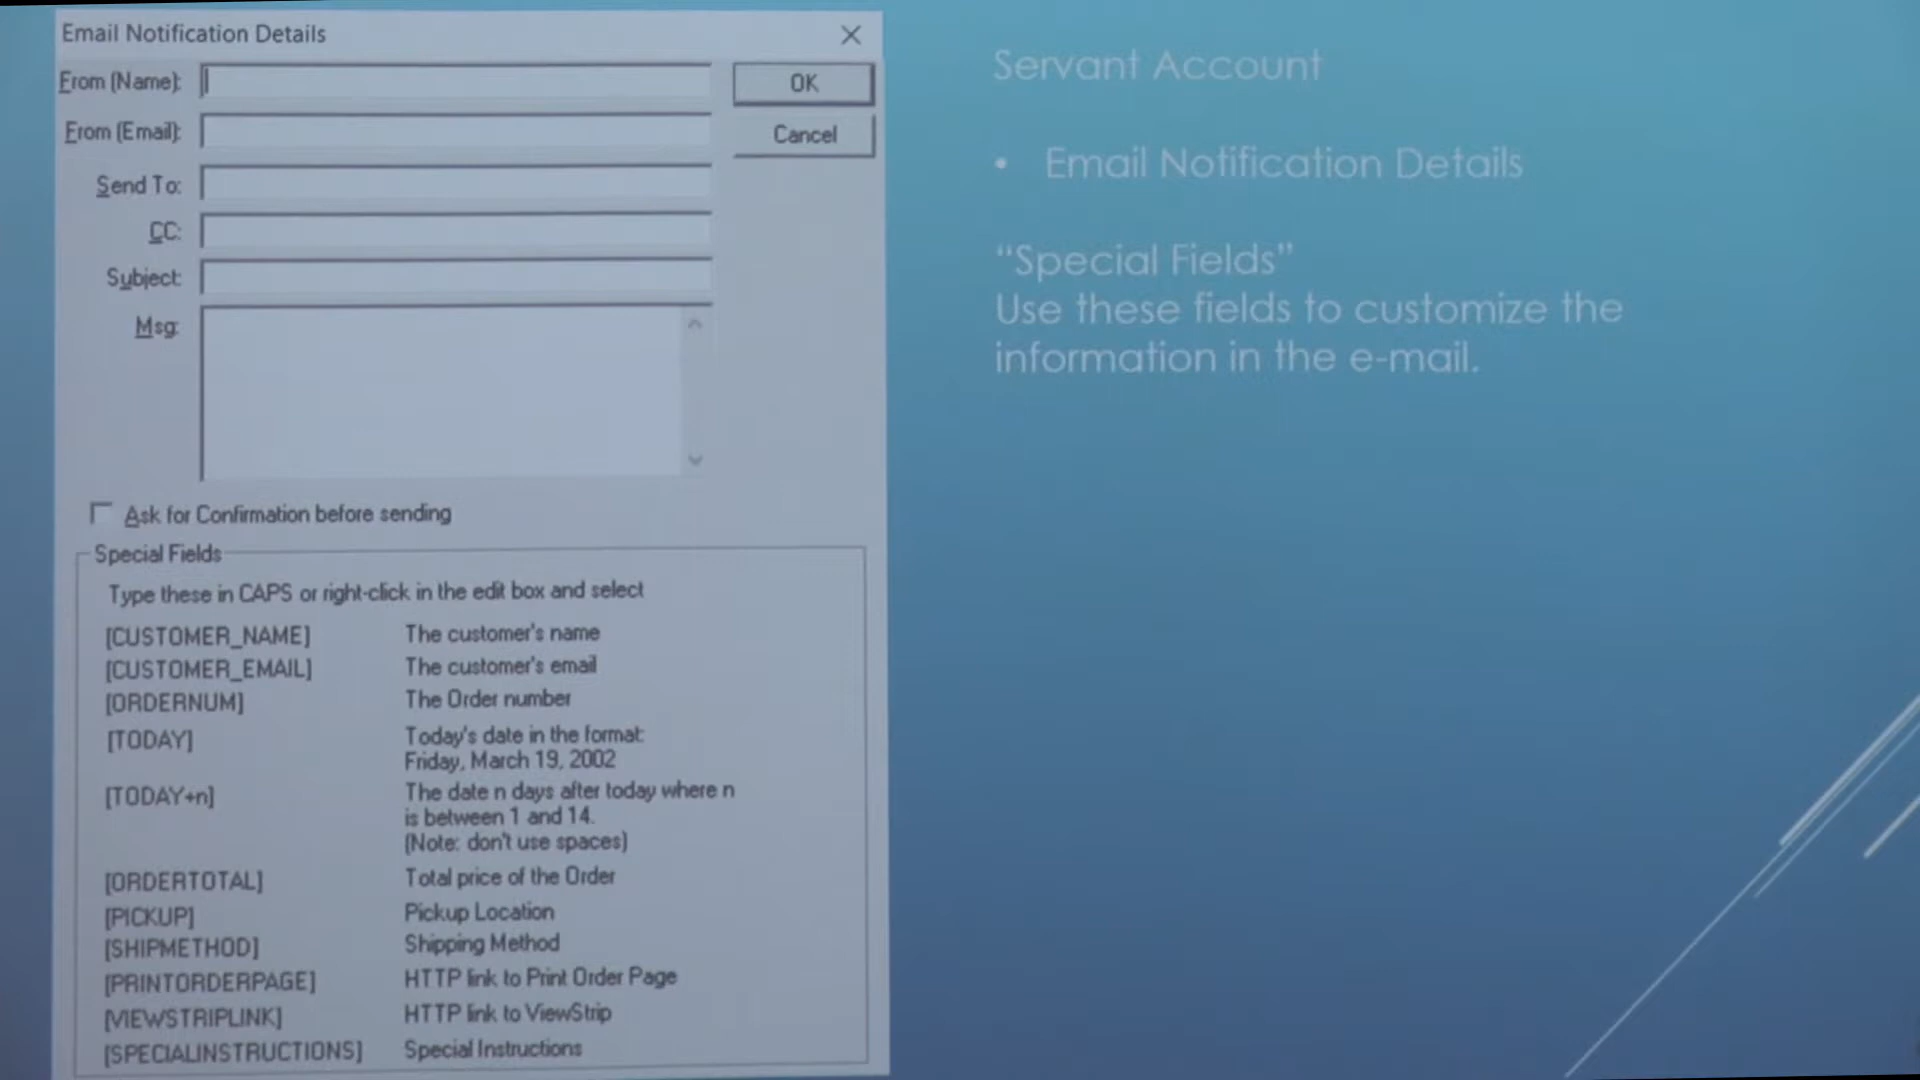 Email Notification Details
From (Name):
OK
From (Email):
Cancel
Send To:
CC:
Subject:
Msg:
Ask for Confirmation before sending
Special Fields
Type these in CAPS or right-click in the edit box and select
[CUSTOMER_NAME] The customer's name
[CUSTOMER_EMAIL] The customer's email
[ORDERNUM] The Order number
[TODAY] Today's date in the format:
Friday, March 19, 2002
[TODAY+n] The date n days after today where n
is between 1 and 14.
(Note: don't use spaces)
[ORDERTOTAL] Total price of the Order
[PICKUP] Pickup Location
[SHIPMETHOD] Shipping Method
[PRINTORDERPAGE] HTTP link to Print Order Page
[VIEWSTRIPLINK] HTTP link to ViewStrip
[SPECIALINSTRUCTIONS] Special Instructions
Servant Account
• Email Notification Details
“Special Fields”
Use these fields to customize the
information in the e-mail.